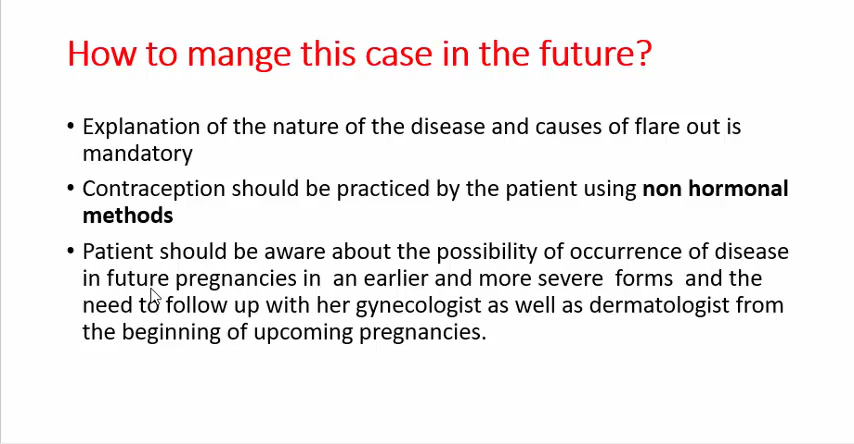 How to mange this case in the future?
• Explanation of the nature of the disease and causes of flare out is
mandatory
• Contraception should be practiced by the patient using non hormonal
methods
• Patient should be aware about the possibility of occurrence of disease
in future pregnancies in an earlier and more severe forms and the
need to follow up with her gynecologist as well as dermatologist from
the beginning of upcoming pregnancies.